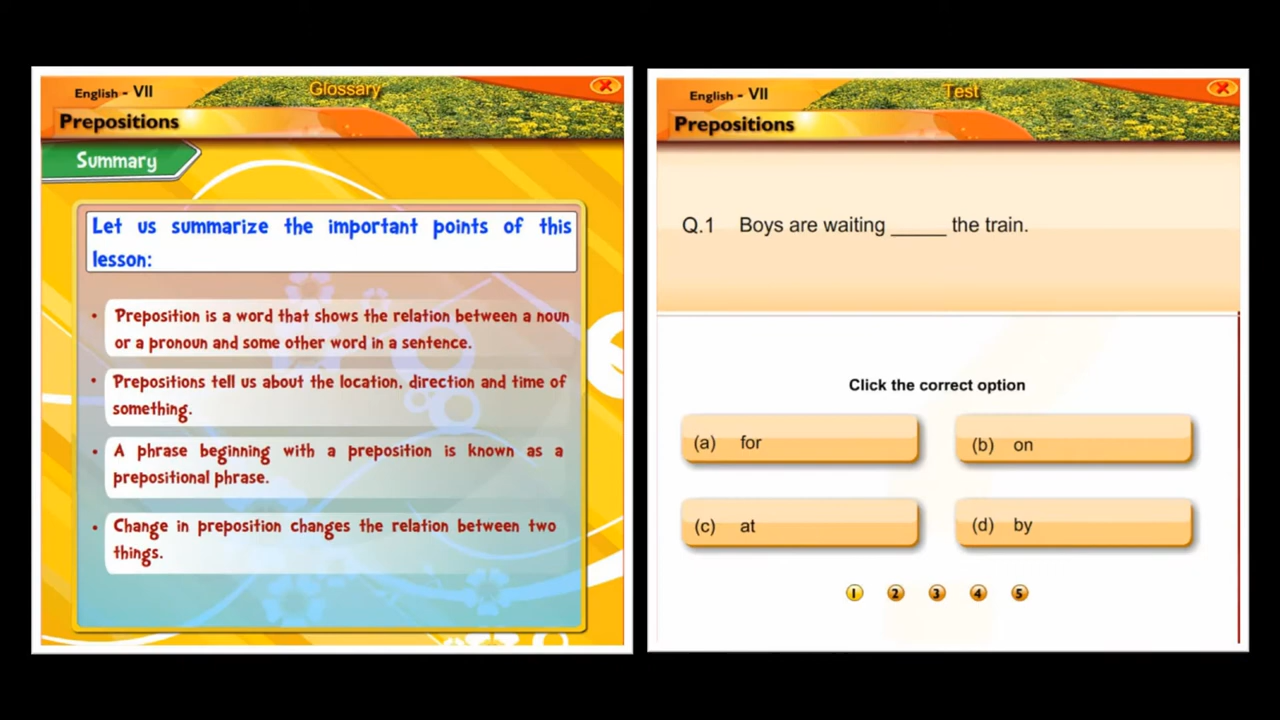 English - VII
Glossary
Prepositions
Summary
Let us summarize the important points of this
lesson:
• Preposition is a word that shows the relation between a noun
or a pronoun and some other word in a sentence.
• Prepositions tell us about the location, direction and time of
something.
• A phrase beginning with a preposition is known as a
prepositional phrase.
• Change in preposition changes the relation between two
things.
English - VII
Test
Prepositions
Q.1 Boys are waiting _____ the train.
Click the correct option
(a) for
(b) on
(c) at
(d) by
1 2 3 4 5